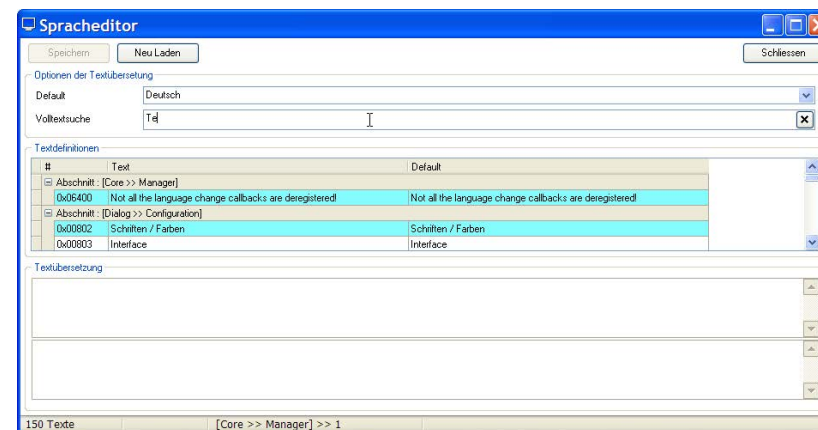 Spracheditor
Speichern Neu Laden Schliessen
Optionen der Textübersetung
Default Deutsch
Volltextsuche Te
Textdefinitionen
# Text Default
Abschnitt : [Core >> Manager]
0x06400 Not all the language change callbacks are deregistered! Not all the language change callbacks are deregistered!
Abschnitt : [Dialog >> Configuration]
0x00802 Schriften / Farben Schriften / Farben
0x00803 Interface Interface
Textübersetzung
150 Texte [Core >> Manager] >> 1